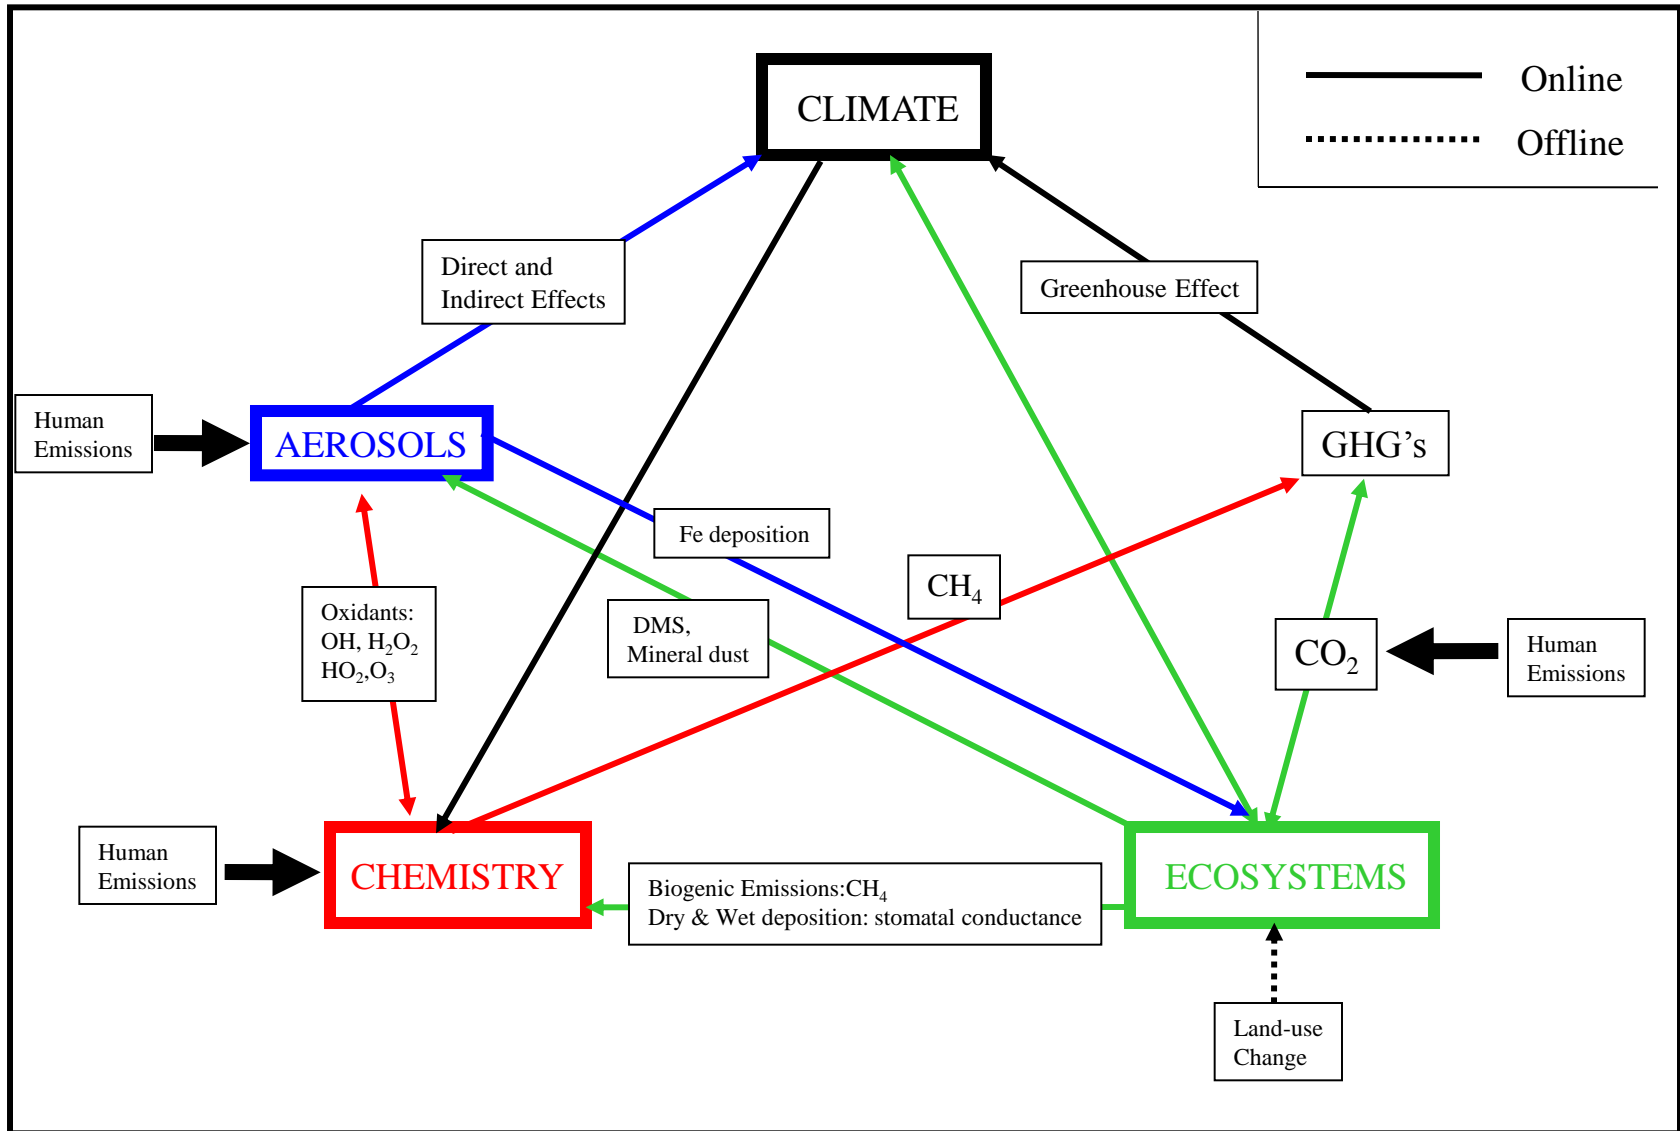 CLIMATE
Online
Offline
Direct and
Indirect Effects
Greenhouse Effect
Human
Emissions
AEROSOLS
GHG's
Fe deposition
CH₄
Oxidants:
OH, H₂O₂
HO₂,O₃
DMS,
Mineral dust
CO₂
Human
Emissions
Human
Emissions
CHEMISTRY
Biogenic Emissions:CH₄
Dry & Wet deposition: stomatal conductance
ECOSYSTEMS
Land-use
Change